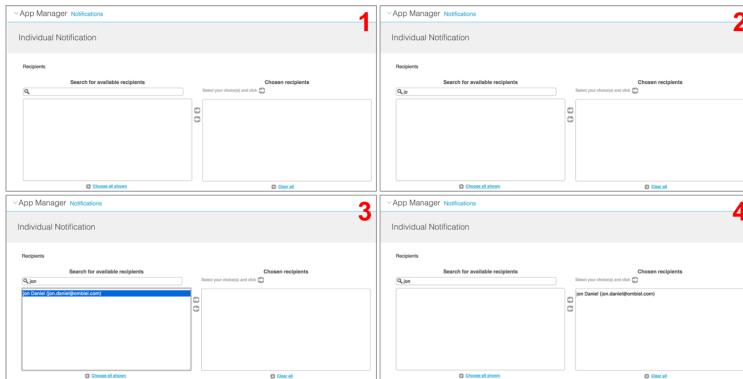 App Manager Notifications
1
Individual Notification
Recipients
Search for available recipients
Chosen recipients
Select your choice(s) and click
Choose all shown
Clear all
App Manager Notifications
2
Individual Notification
Recipients
Search for available recipients
Chosen recipients
jo
Select your choice(s) and click
Choose all shown
Clear all
App Manager Notifications
3
Individual Notification
Recipients
Search for available recipients
Chosen recipients
jon
Select your choice(s) and click
jon Daniel (jon.daniel@ombiel.com)
Choose all shown
Clear all
App Manager Notifications
4
Individual Notification
Recipients
Search for available recipients
Chosen recipients
jon
Select your choice(s) and click
jon Daniel (jon.daniel@ombiel.com)
Choose all shown
Clear all